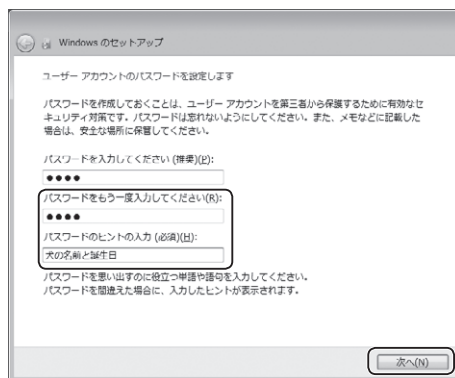 Windows のセットアップ
ユーザー アカウントのパスワードを設定します
パスワードを作成しておくことは、ユーザー アカウントを第三者から保護するために有効なセ
キュリティ対策です。パスワードは忘れないようにしてください。また、メモなどに記載した
場合は、安全な場所に保管してください。
パスワードを入力してください (推奨)(P):
●●●●
パスワードをもう一度入力してください(R):
●●●●
パスワードのヒントの入力 (必須)(H):
犬の名前と誕生日
パスワードを思い出すのに役立つ単語や語句を入力してください。
パスワードを間違えた場合に、入力したヒントが表示されます。
次へ(N)